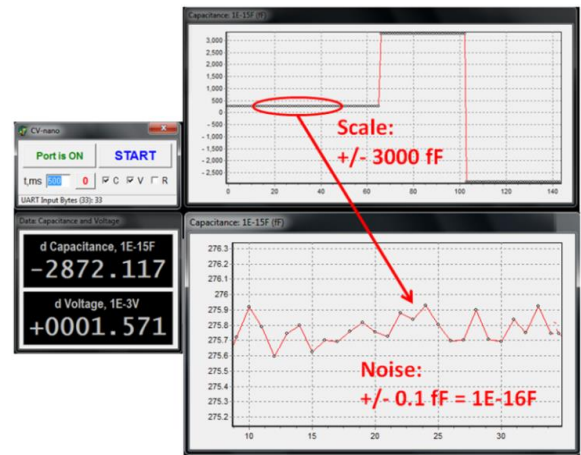 Capacitance: 1E-15F (fF)
3,000
2,500
2,000
1,500
1,000
500
0
- 500
-1,000
-1,500
-2,000
-2,500
0 20 40 60 80 100 120 140
Scale:
+/- 3000 fF
CV-nano
Port is ON START
t,ms 500 0 C V R
UART Input Bytes (33): 33
Data: Capacitance and Voltage
d Capacitance, 1E-15F
-2872.117
d Voltage, 1E-3V
+0001.571
Capacitance: 1E-15F (fF)
276.3
276.2
276.1
276
275.9
275.8
275.7
275.6
275.5
275.4
275.3
275.2
10 15 20 25 30
Noise:
+/- 0.1 fF = 1E-16F